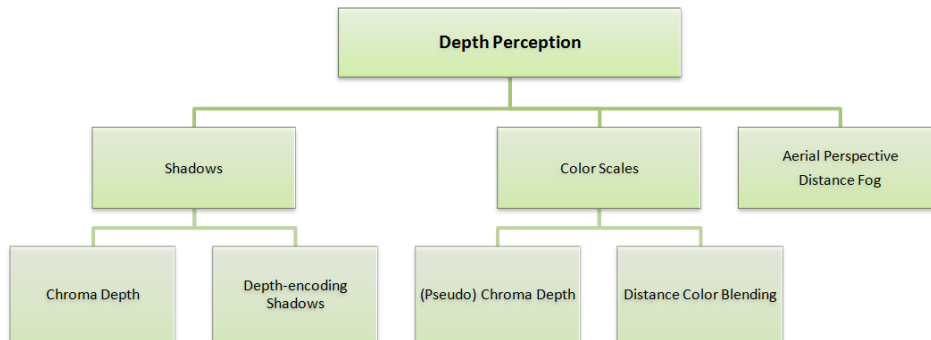 Depth Perception
Shadows
Color Scales
Aerial Perspective
Distance Fog
Chroma Depth
Depth-encoding
Shadows
(Pseudo) Chroma Depth
Distance Color Blending